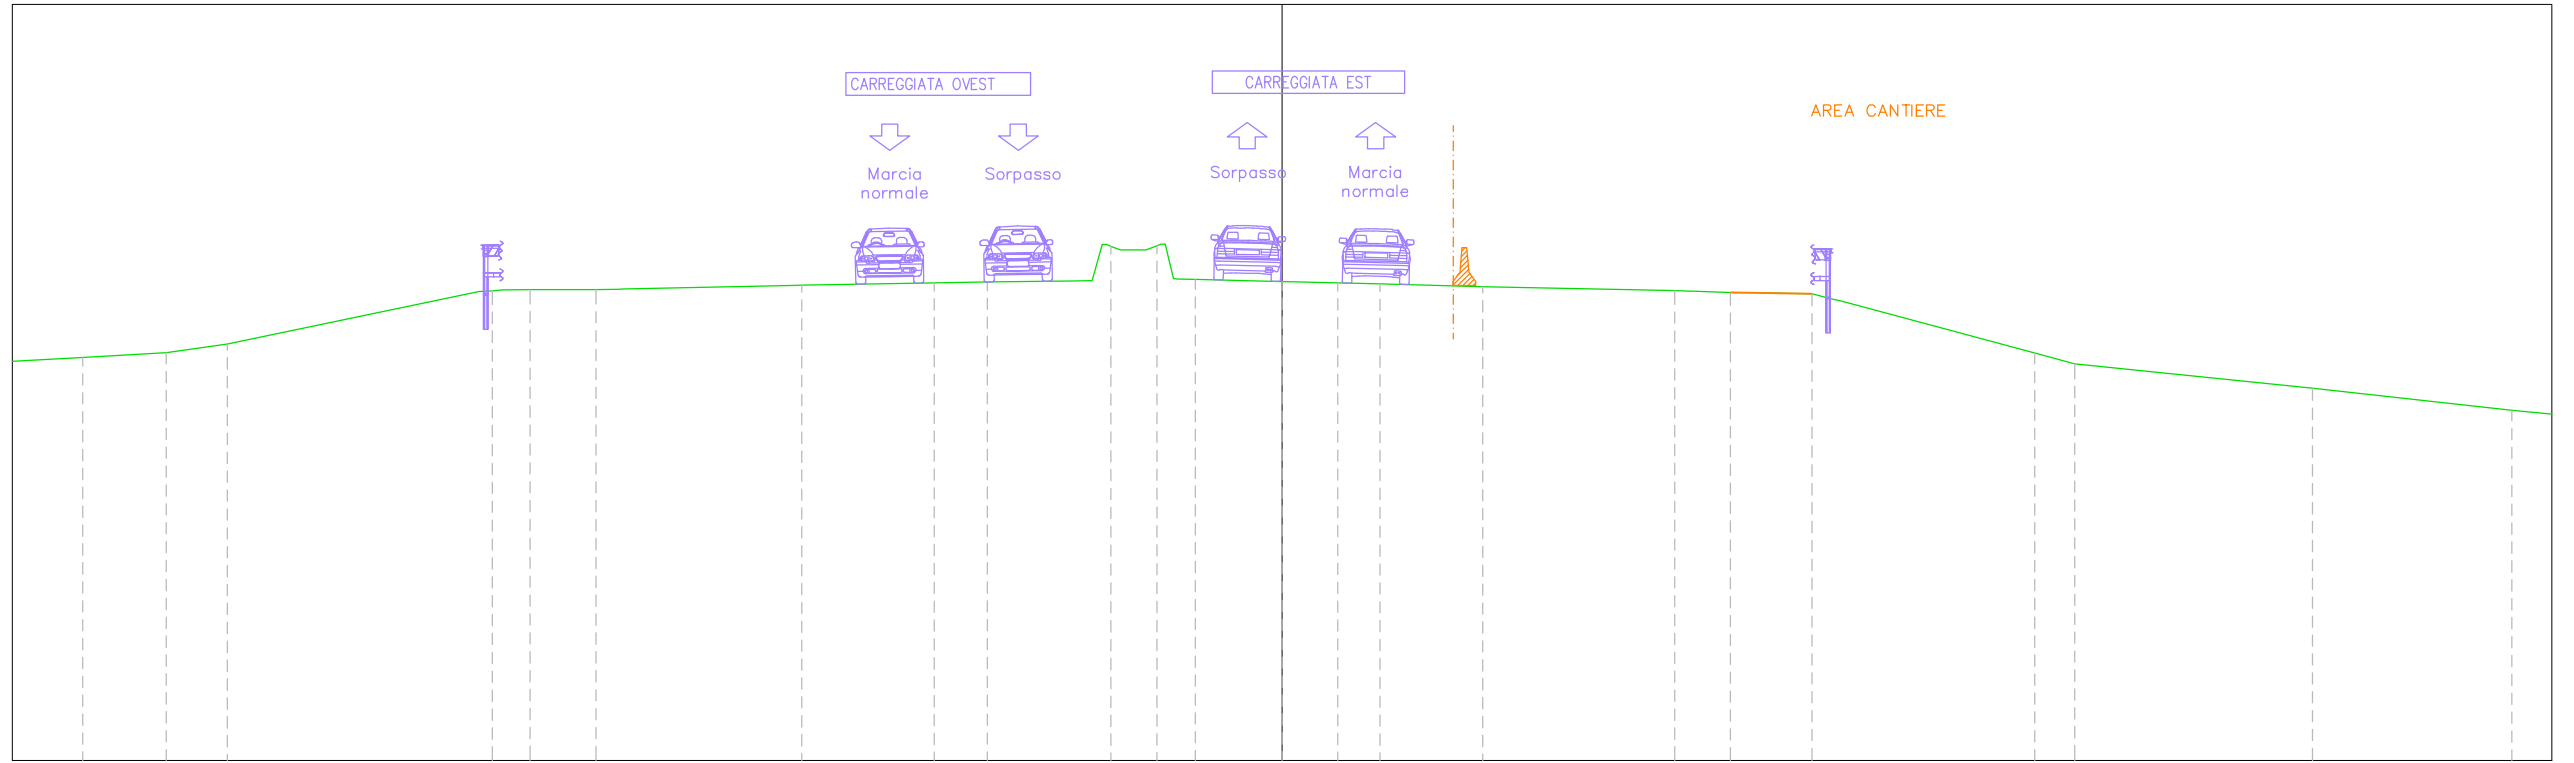 CARREGGIATA OVEST
CARREGGIATA EST
AREA CANTIERE
Marcia
normale
Sorpasso
Sorpasso
Marcia
normale